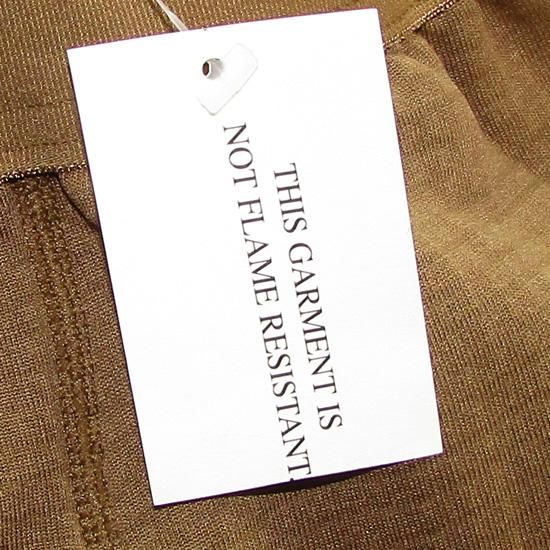 THIS GARMENT IS
NOT FLAME RESISTANT